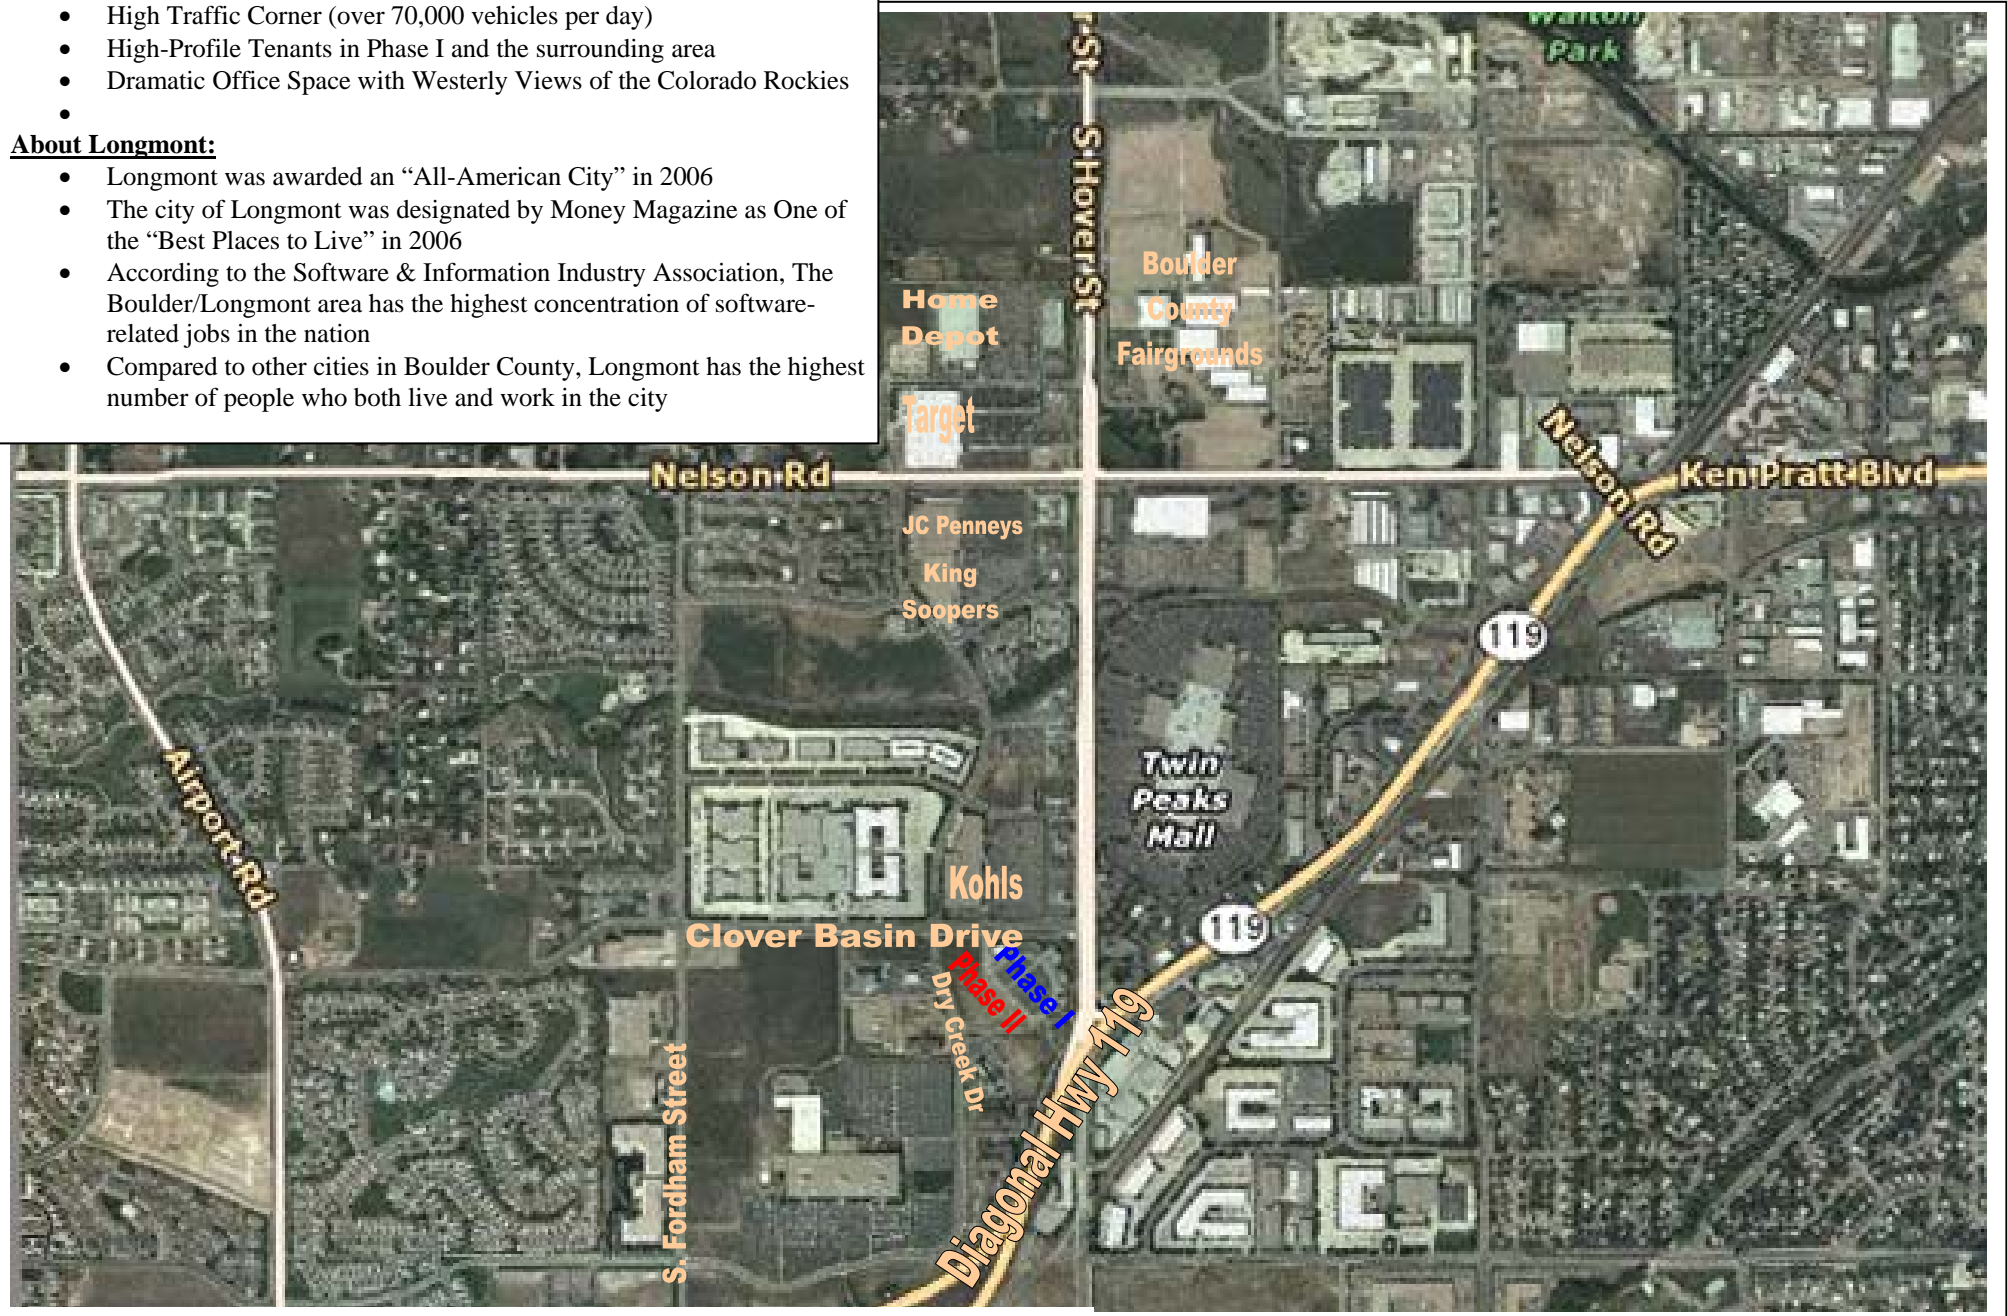 • High Traffic Corner (over 70,000 vehicles per day)
• High-Profile Tenants in Phase I and the surrounding area
• Dramatic Office Space with Westerly Views of the Colorado Rockies
•
About Longmont:
• Longmont was awarded an “All-American City” in 2006
• The city of Longmont was designated by Money Magazine as One of
the “Best Places to Live” in 2006
• According to the Software & Information Industry Association, The
Boulder/Longmont area has the highest concentration of software-
related jobs in the nation
• Compared to other cities in Boulder County, Longmont has the highest
number of people who both live and work in the city
r St
S Hover St
Walton
Park
Boulder
County
Fairgrounds
Home
Depot
Target
Nelson Rd
Nelson Rd
Ken Pratt Blvd
JC Penneys
King
Soopers
119
Twin
Peaks
Mall
Airport Rd
Kohls
119
Clover Basin Drive
Phase I
Phase II
Dry Creek Dr
Diagonal Hwy 119
S. Fordham Street